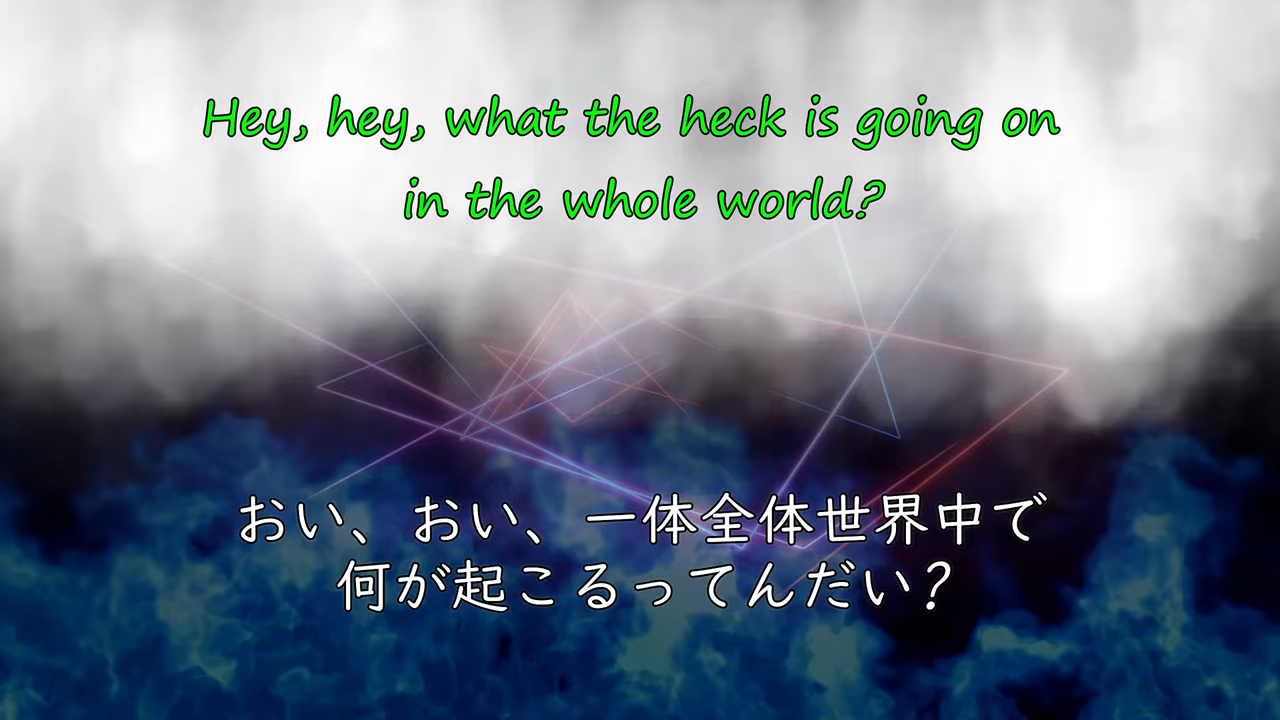 Hey, hey, what the heck is going on
in the whole world?
おい、おい、一体全体世界中で
何が起こるってんだい？